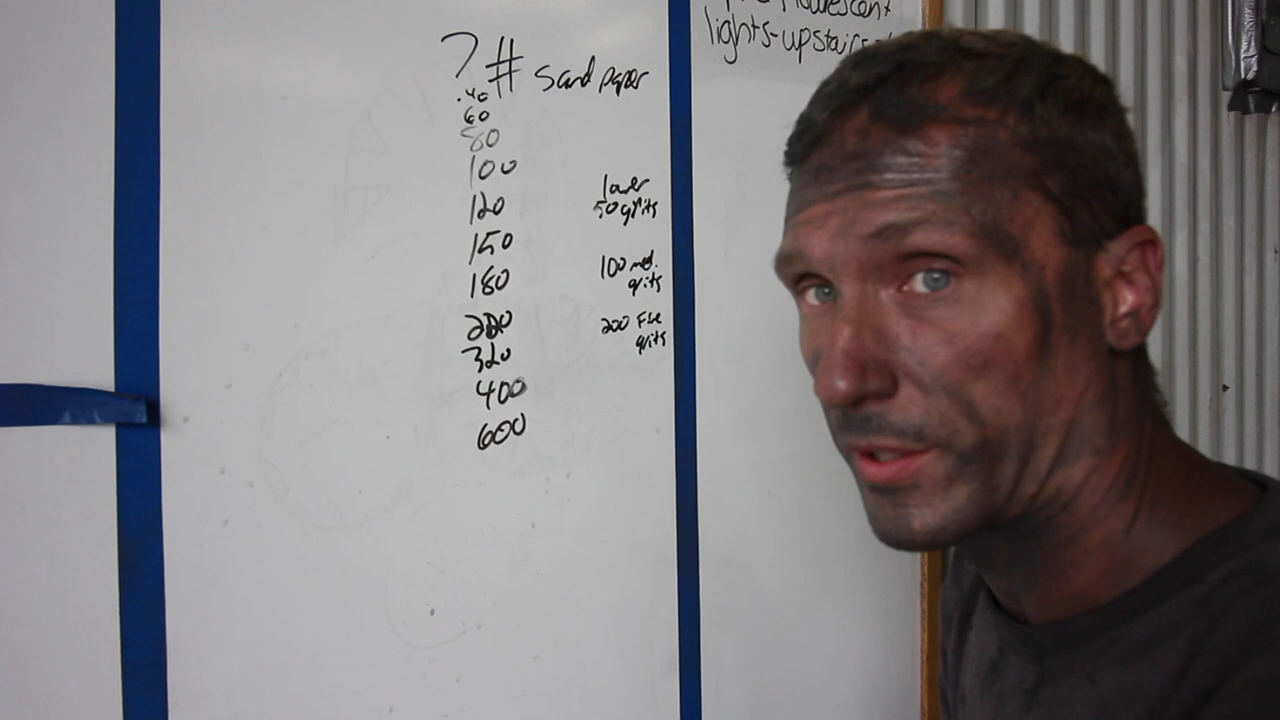 ? # sand paper
.40
60
80
100
120
150
180
220
320
400
600
lower
50 grits
100 med.
grits
200 Fine
grits
fluorescent
lights-upstairs